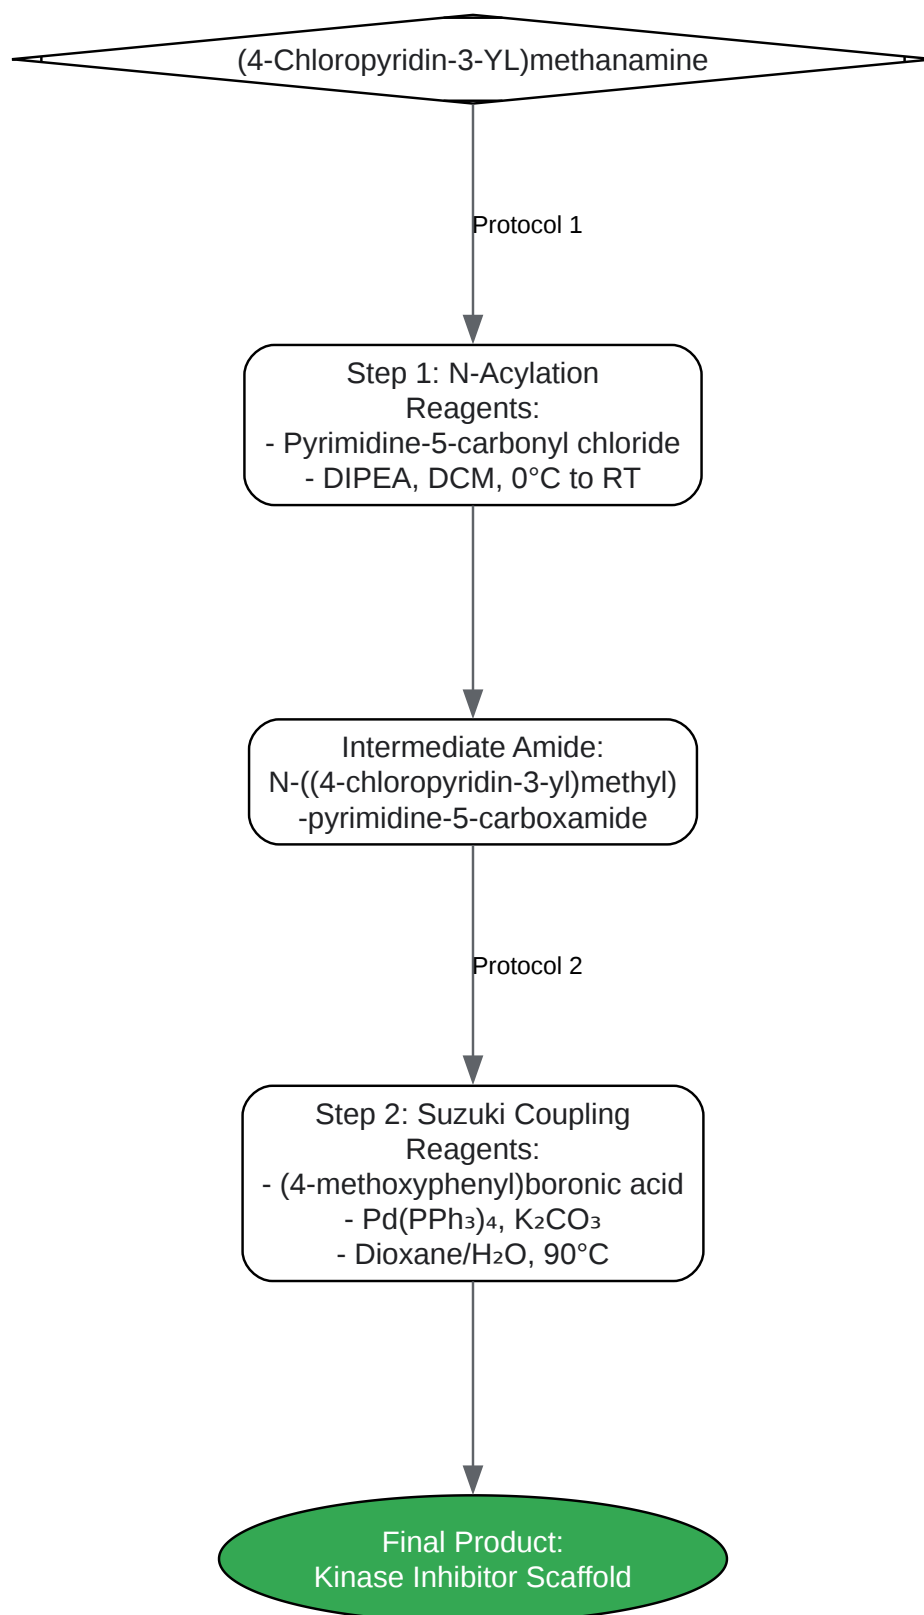 (4-Chloropyridin-3-YL)methanamine
Protocol 1
Step 1: N-Acylation
Reagents:
- Pyrimidine-5-carbonyl chloride
- DIPEA, DCM, 0°C to RT
Intermediate Amide:
N-((4-chloropyridin-3-yl)methyl)
-pyrimidine-5-carboxamide
Protocol 2
Step 2: Suzuki Coupling
Reagents:
- (4-methoxyphenyl)boronic acid
- Pd(PPh₃)₄, K₂CO₃
- Dioxane/H₂O, 90°C
Final Product:
Kinase Inhibitor Scaffold